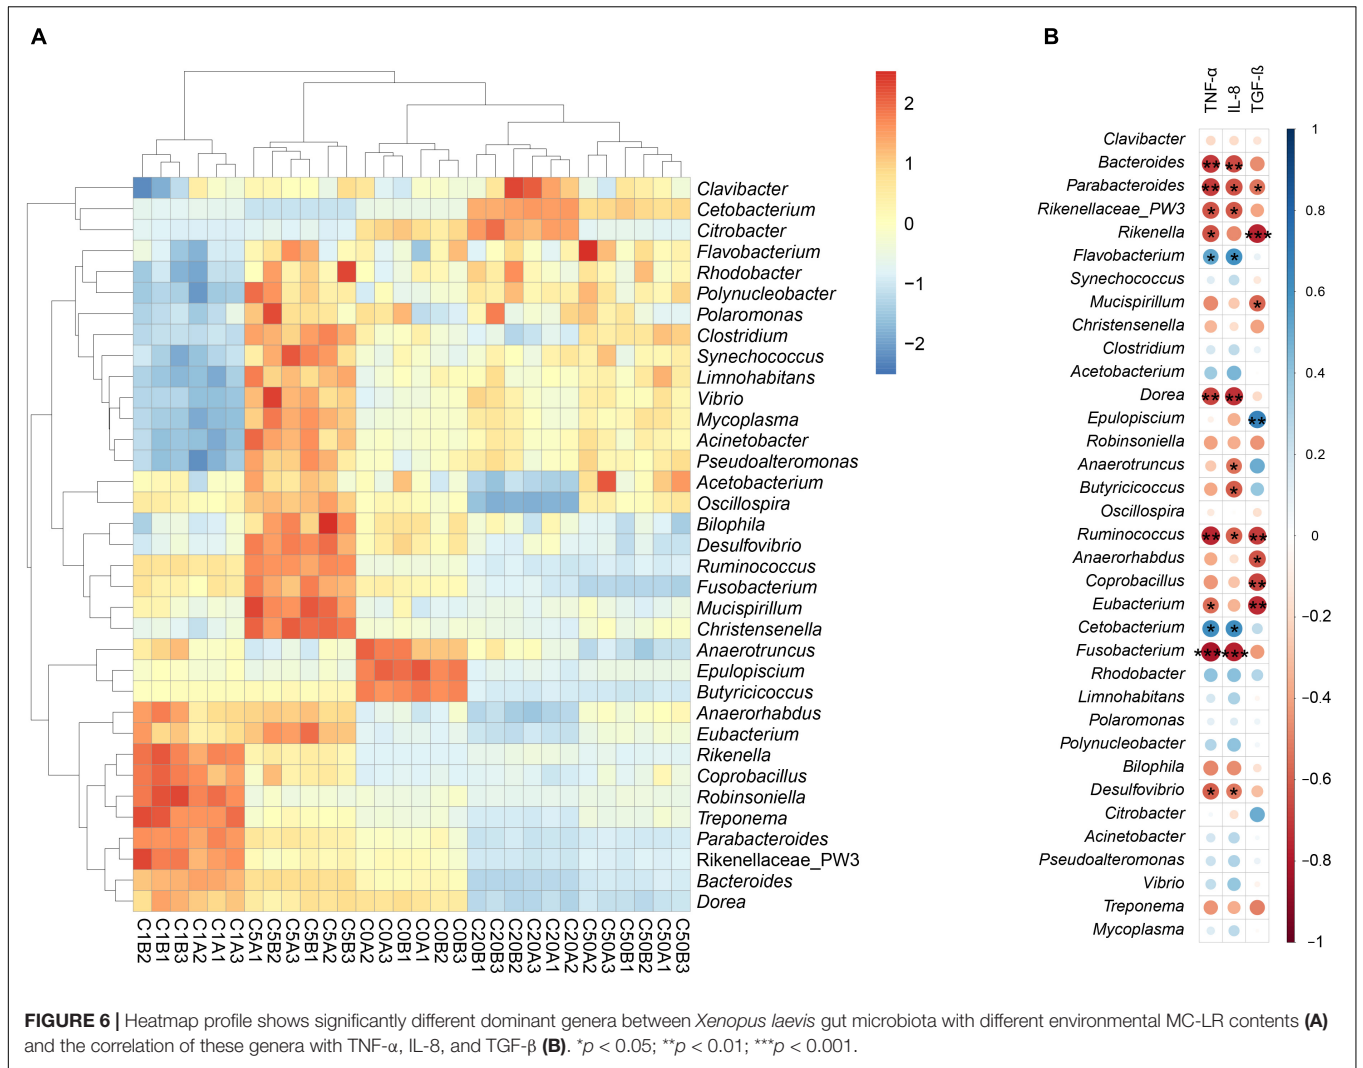 A
B
2
1
0
−1
−2
Clavibacter
Cetobacterium
Citrobacter
Flavobacterium
Rhodobacter
Polynucleobacter
Polaromonas
Clostridium
Synechococcus
Limnohabitans
Vibrio
Mycoplasma
Acinetobacter
Pseudoalteromonas
Acetobacterium
Oscillospira
Bilophila
Desulfovibrio
Ruminococcus
Fusobacterium
Mucispirillum
Christensenella
Anaerotruncus
Epulopiscium
Butyricicoccus
Anaerorhabdus
Eubacterium
Rikenella
Coprobacillus
Robinsoniella
Treponema
Parabacteroides
Rikenellaceae_PW3
Bacteroides
Dorea
C1B2
C1B1
C1B3
C1A2
C1A1
C1A3
C5A1
C5B2
C5A3
C5B1
C5A2
C5B3
C0A2
C0A3
C0B1
C0A1
C0B2
C0B3
C20B1
C20B3
C20B2
C20A3
C20A1
C20A2
C50A2
C50A3
C50B1
C50B2
C50A1
C50B3
TNF-α
IL-8
TGF-ß
Clavibacter
Bacteroides ** **
Parabacteroides ** * *
Rikenellaceae_PW3 * *
Rikenella * ***
Flavobacterium * *
Synechococcus
Mucispirillum *
Christensenella
Clostridium
Acetobacterium
Dorea ** **
Epulopiscium **
Robinsoniella
Anaerotruncus *
Butyricicoccus *
Oscillospira
Ruminococcus ** * **
Anaerorhabdus *
Coprobacillus **
Eubacterium * **
Cetobacterium * *
Fusobacterium *** ***
Rhodobacter
Limnohabitans
Polaromonas
Polynucleobacter
Bilophila
Desulfovibrio * *
Citrobacter
Acinetobacter
Pseudoalteromonas
Vibrio
Treponema
Mycoplasma
1
0.8
0.6
0.4
0.2
0
−0.2
−0.4
−0.6
−0.8
−1
FIGURE 6 | Heatmap profile shows significantly different dominant genera between Xenopus laevis gut microbiota with different environmental MC-LR contents (A)
and the correlation of these genera with TNF-α, IL-8, and TGF-β (B). *p < 0.05; **p < 0.01; ***p < 0.001.